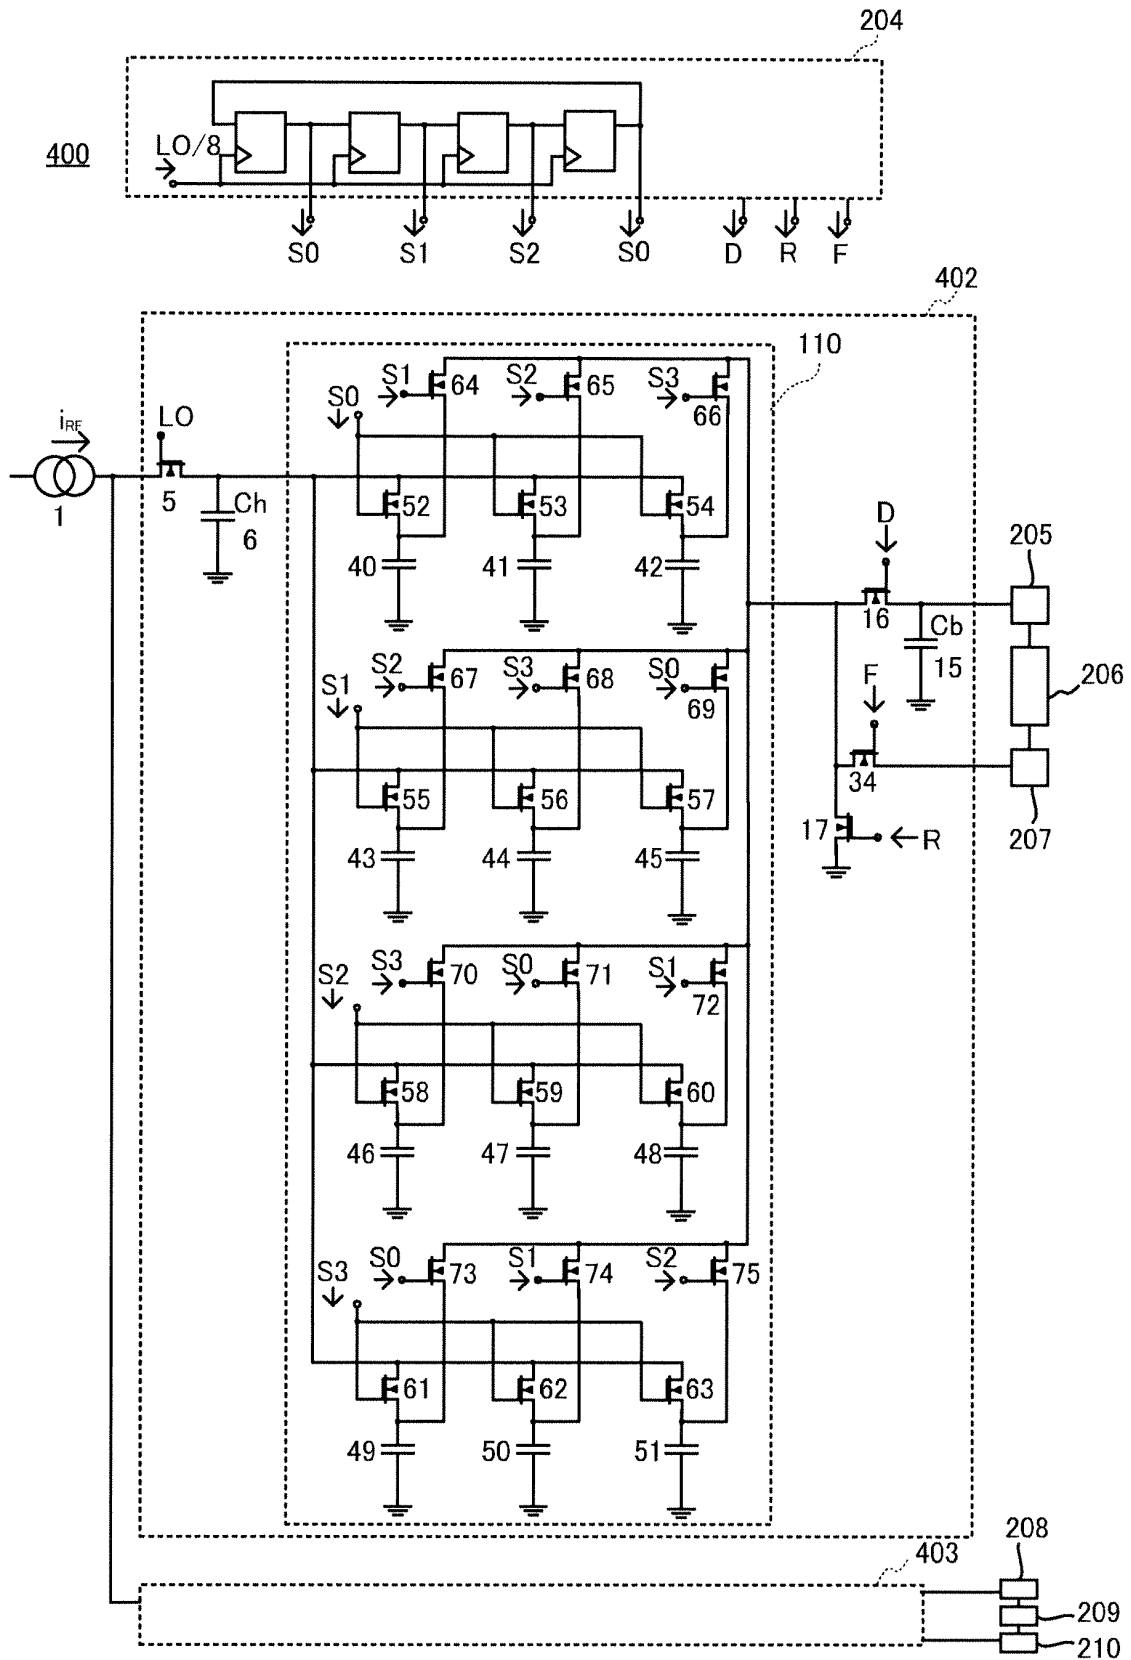 204
400
LO/8
S0 S1 S2 S0 D R F
402
110
S1 64 S2 65 S3 66
S0
LO
iRF
1
5
Ch
6
52 53 54
40 41 42
D
205
16
Cb
15
S2 67 S3 68 S0 69
S1
F
206
55 56 57
34
17
R
207
43 44 45
S3 70 S0 71 S1 72
S2
58 59 60
46 47 48
S0 73 S1 74 S2 75
S3
61 62 63
49 50 51
403
208
209
210